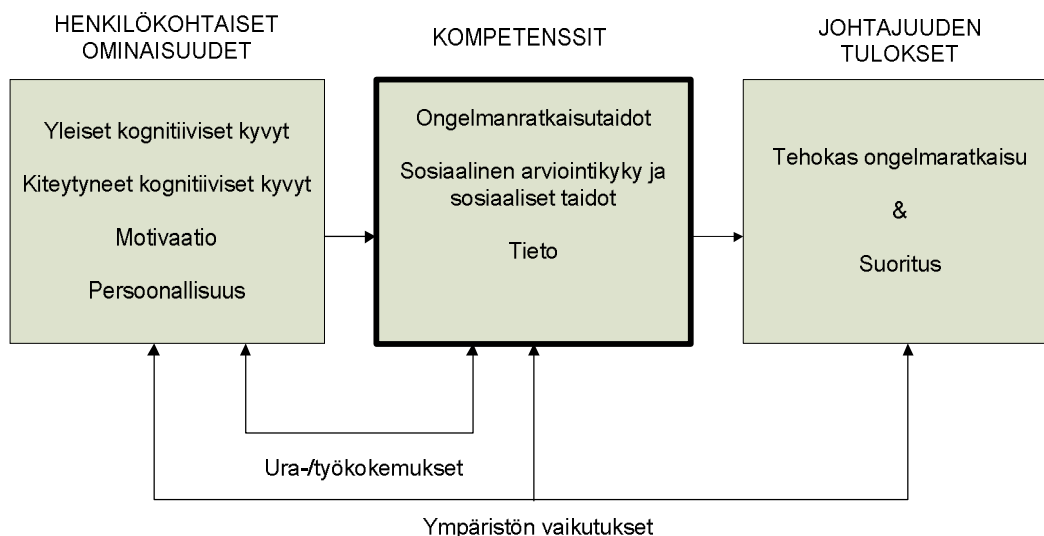 HENKILÖKOHTAISET
OMINAISUUDET
KOMPETENSSIT
JOHTAJUUDEN
TULOKSET
Yleiset kognitiiviset kyvyt
Kiteytyneet kognitiiviset kyvyt
Motivaatio
Persoonallisuus
Ongelmanratkaisutaidot
Sosiaalinen arviointikyky ja
sosiaaliset taidot
Tieto
Tehokas ongelmaratkaisu
&
Suoritus
Ura-/työkokemukset
Ympäristön vaikutukset